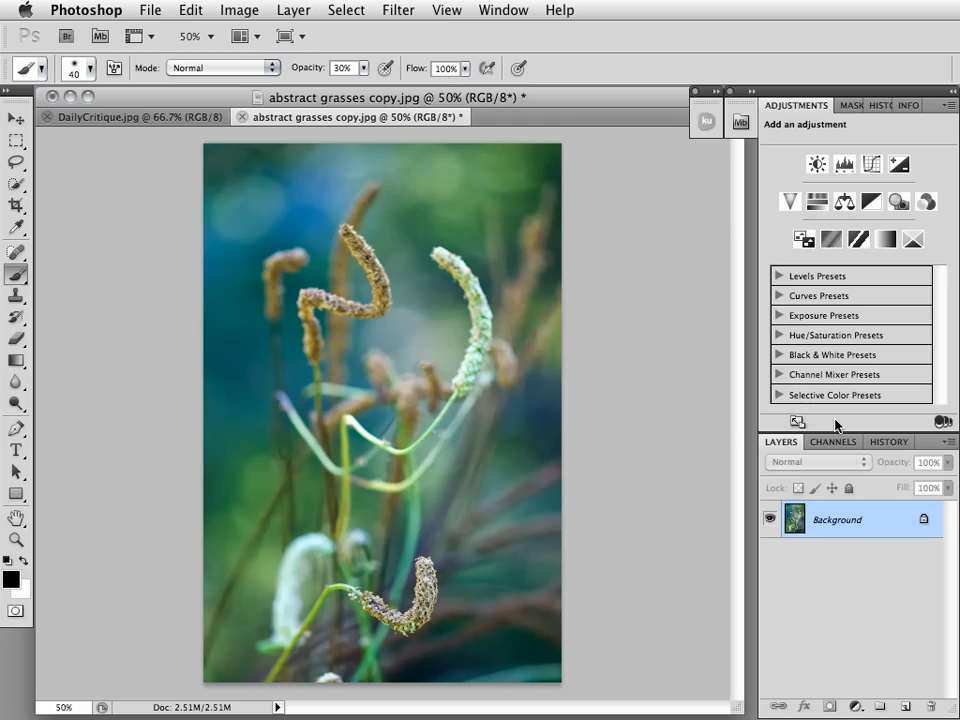 Photoshop File Edit Image Layer Select Filter View Window Help
Ps Br Mb 50%
40 Mode: Normal Opacity: 30% Flow: 100%
abstract grasses copy.jpg @ 50% (RGB/8*) *
DailyCritique.jpg @ 66.7% (RGB/8) abstract grasses copy.jpg @ 50% (RGB/8*) *
ku Mb
ADJUSTMENTS MASK HISTO INFO
Add an adjustment
Levels Presets
Curves Presets
Exposure Presets
Hue/Saturation Presets
Black & White Presets
Channel Mixer Presets
Selective Color Presets
LAYERS CHANNELS HISTORY
Normal Opacity: 100%
Lock: Fill: 100%
Background
T
fx
50% Doc: 2.51M/2.51M